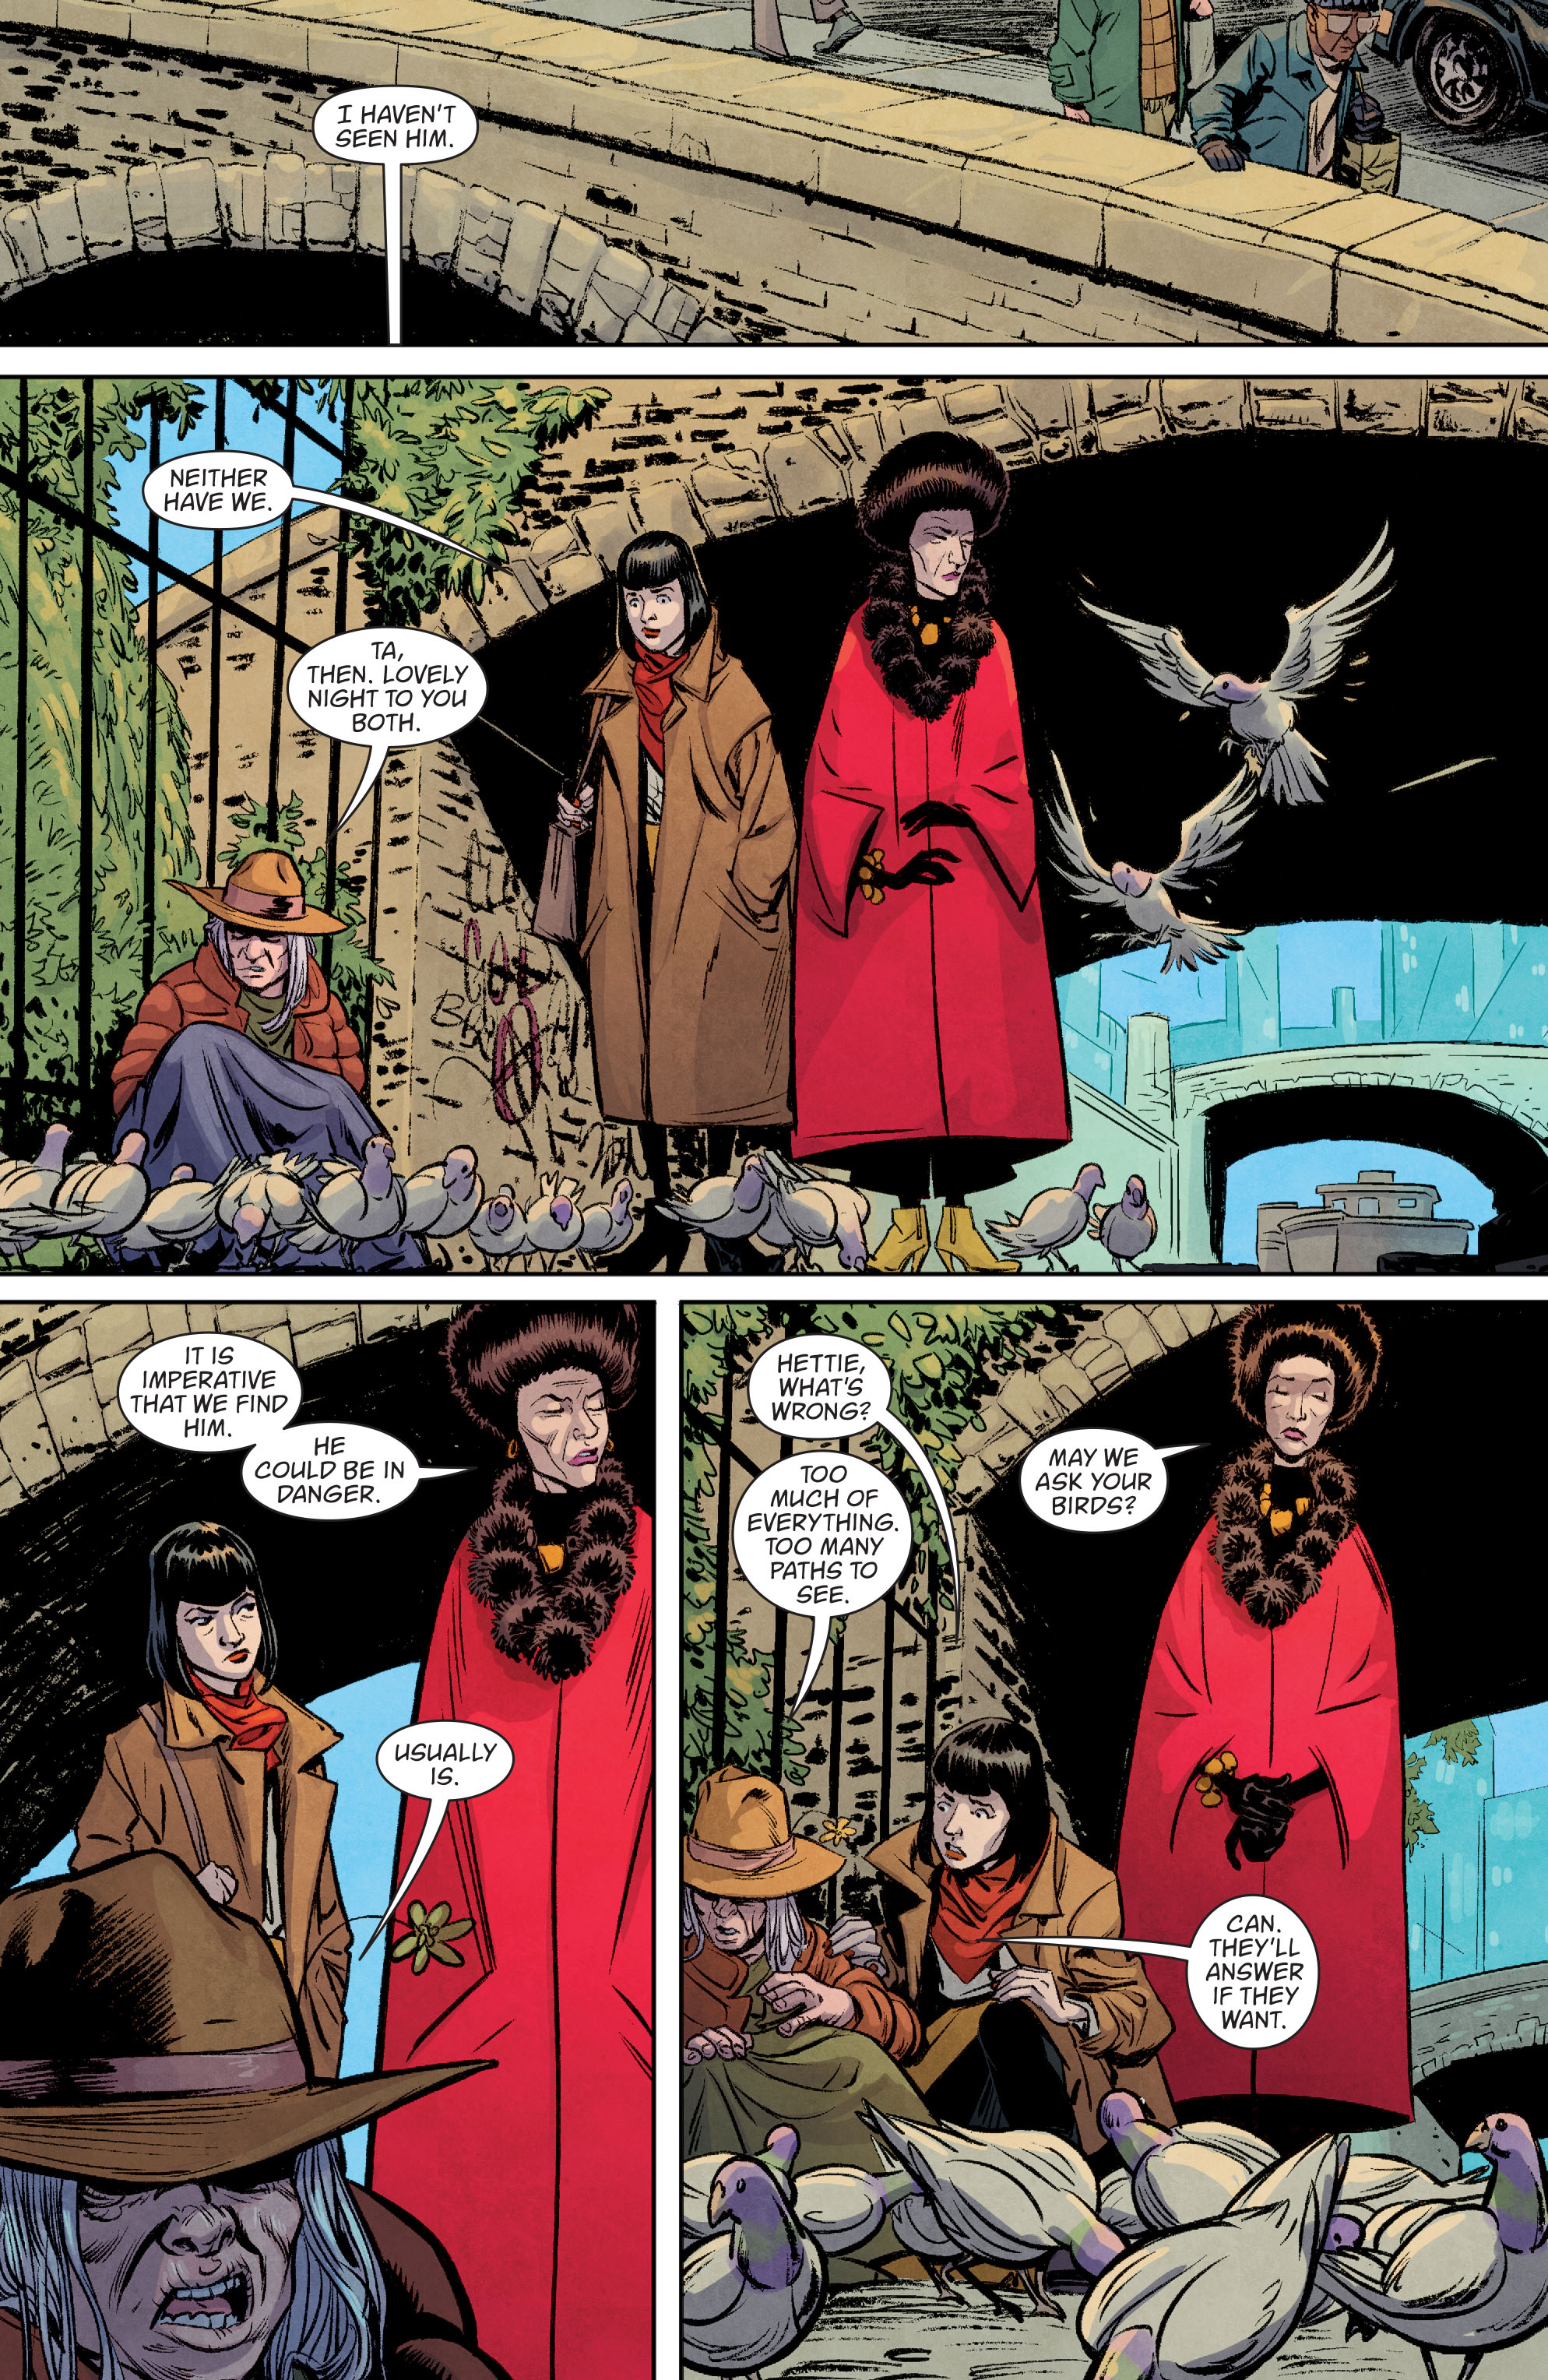 I HAVEN'T
SEEN HIM.
NEITHER
HAVE WE.
TA,
THEN. LOVELY
NIGHT TO YOU
BOTH.
IT IS
IMPERATIVE
THAT WE FIND
HIM.
HE
COULD BE IN
DANGER.
USUALLY
IS.
HETTIE,
WHAT'S
WRONG?
TOO
MUCH OF
EVERYTHING.
TOO MANY
PATHS TO
SEE.
MAY WE
ASK YOUR
BIRDS?
CAN.
THEY'LL
ANSWER
IF THEY
WANT.